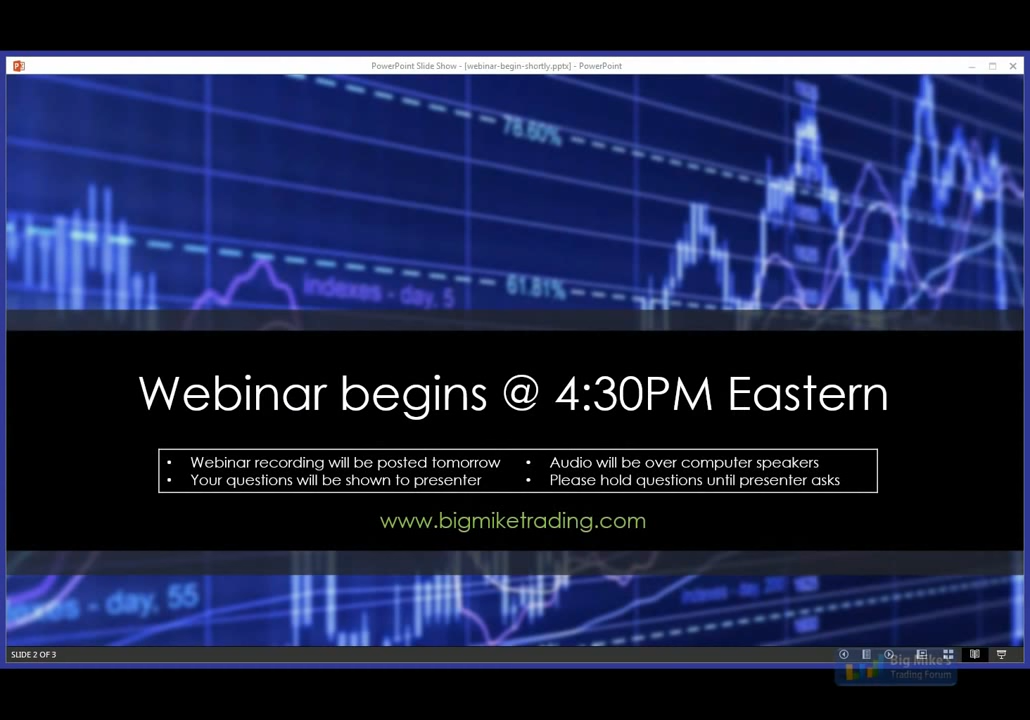 PowerPoint Slide Show - [webinar-begin-shortly.pptx] - PowerPoint
78.60%
indexes - day. 5
61.81%
Webinar begins @ 4:30PM Eastern
• Webinar recording will be posted tomorrow
• Your questions will be shown to presenter
• Audio will be over computer speakers
• Please hold questions until presenter asks
www.bigmiketrading.com
indexes - day. 55
SLIDE 2 OF 3
Big Mike's
Trading Forum